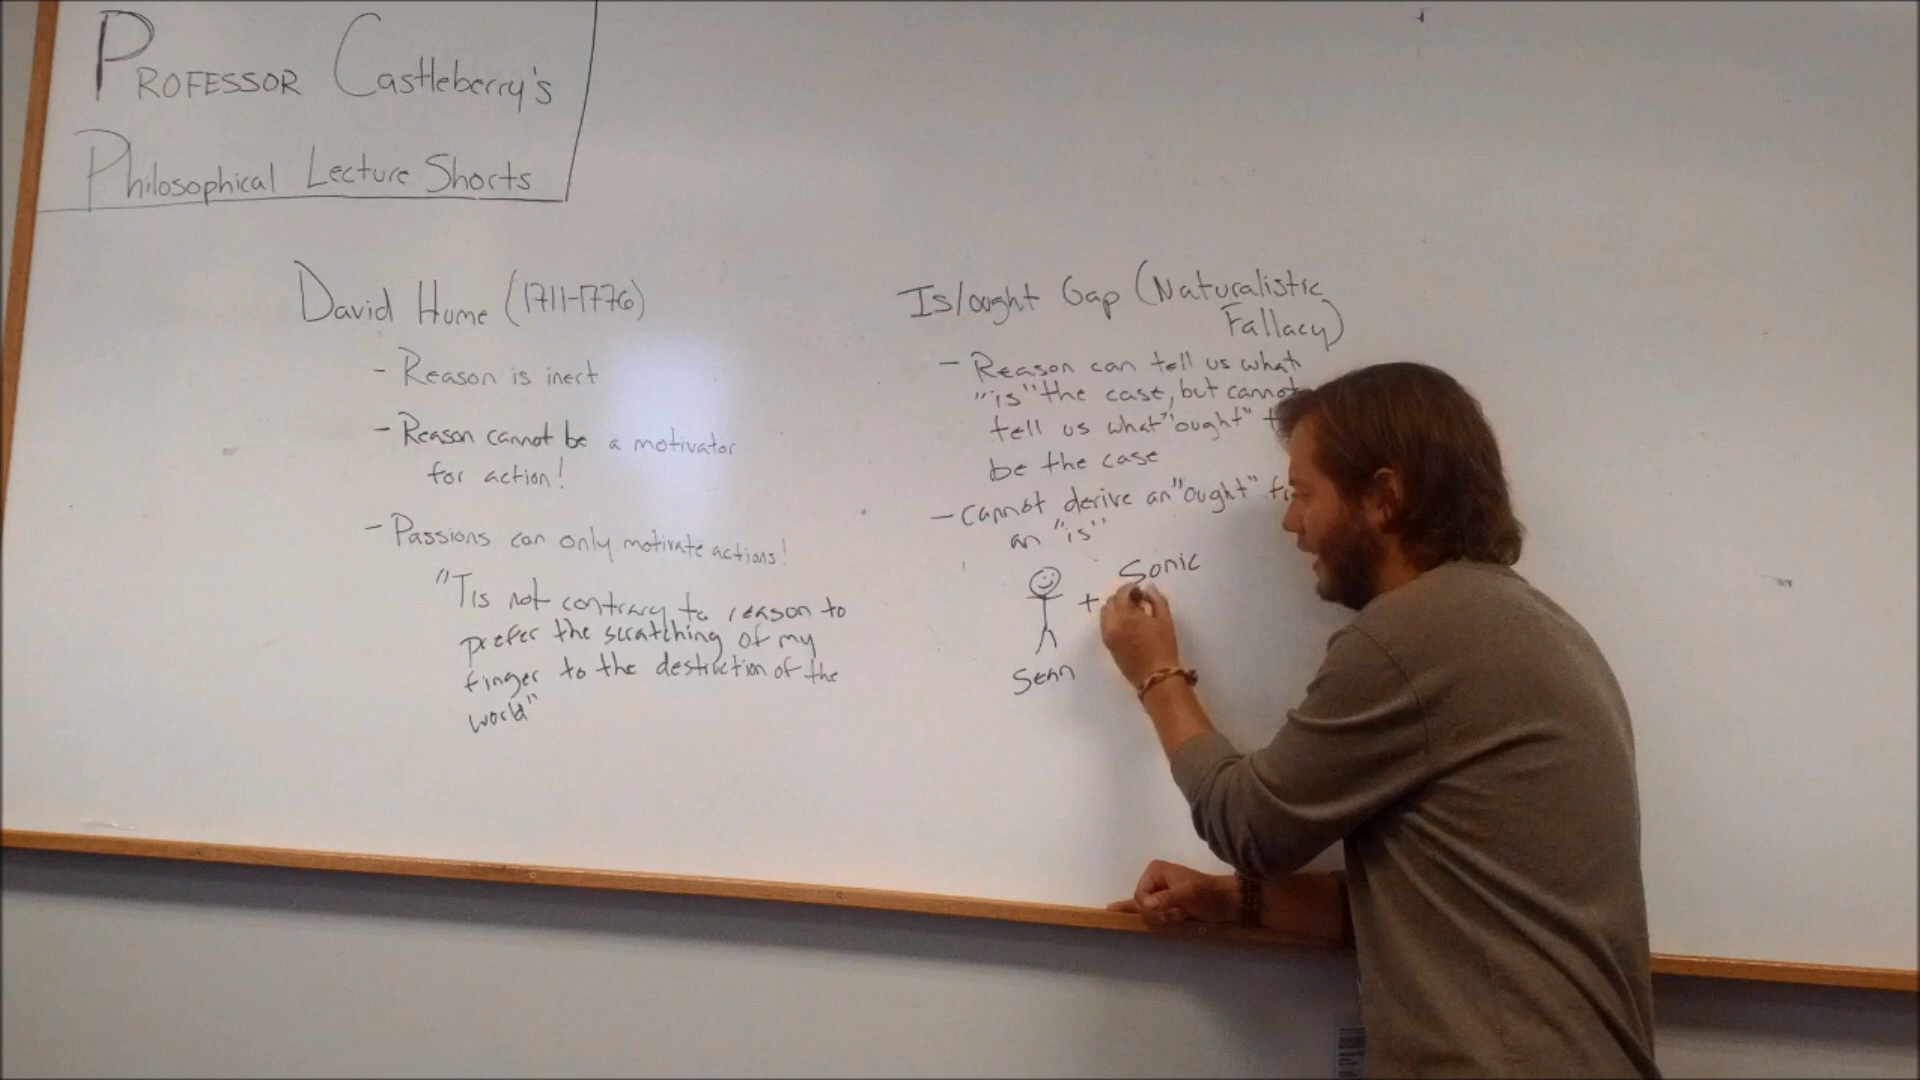 PROFESSOR Castleberry's
Philosophical Lecture Shorts
David Hume (1711-1776)
- Reason is inert
- Reason cannot be a motivator
for action!
- Passions can only motivate actions!
"Tis not contrary to reason to
prefer the scratching of my
finger to the destruction of the
world"
Is/ought Gap (Naturalistic
Fallacy)
- Reason can tell us what
"is" the case, but cannot
tell us what "ought" t
be the case
- Cannot derive an "ought" f
an "is"
+ Sonic
Sean